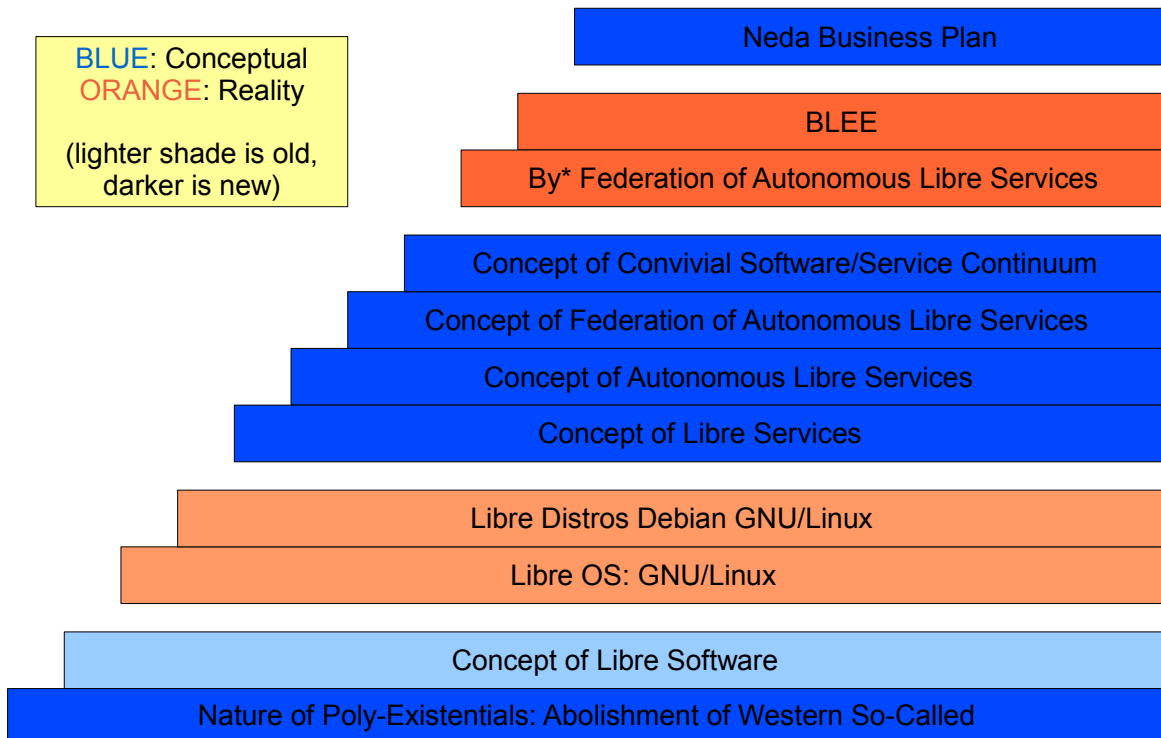 BLUE: Conceptual
ORANGE: Reality
(lighter shade is old,
darker is new)
Neda Business Plan
BLEE
By* Federation of Autonomous Libre Services
Concept of Convivial Software/Service Continuum
Concept of Federation of Autonomous Libre Services
Concept of Autonomous Libre Services
Concept of Libre Services
Libre Distros Debian GNU/Linux
Libre OS: GNU/Linux
Concept of Libre Software
Nature of Poly-Existentials: Abolishment of Western So-Called